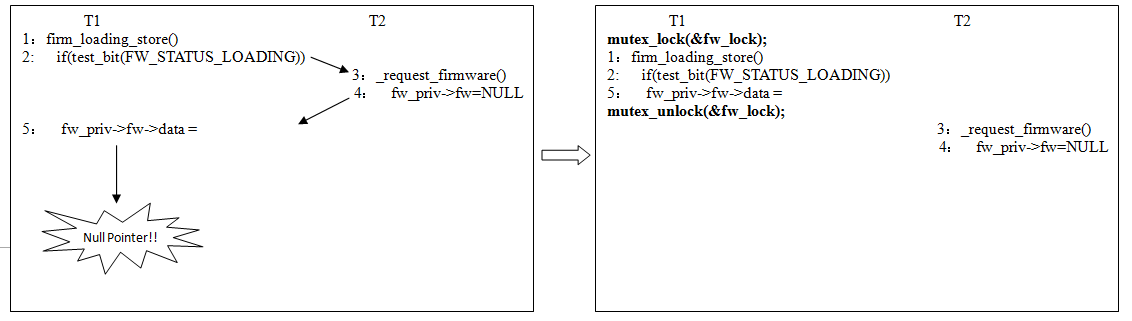 T1 T2
1：firm_loading_store()
2: if(test_bit(FW_STATUS_LOADING))
3：_request_firmware()
4： fw_priv->fw=NULL
5： fw_priv->fw->data =
Null Pointer!!
T1 T2
mutex_lock(&fw_lock);
1：firm_loading_store()
2: if(test_bit(FW_STATUS_LOADING))
5： fw_priv->fw->data =
mutex_unlock(&fw_lock);
3：_request_firmware()
4： fw_priv->fw=NULL